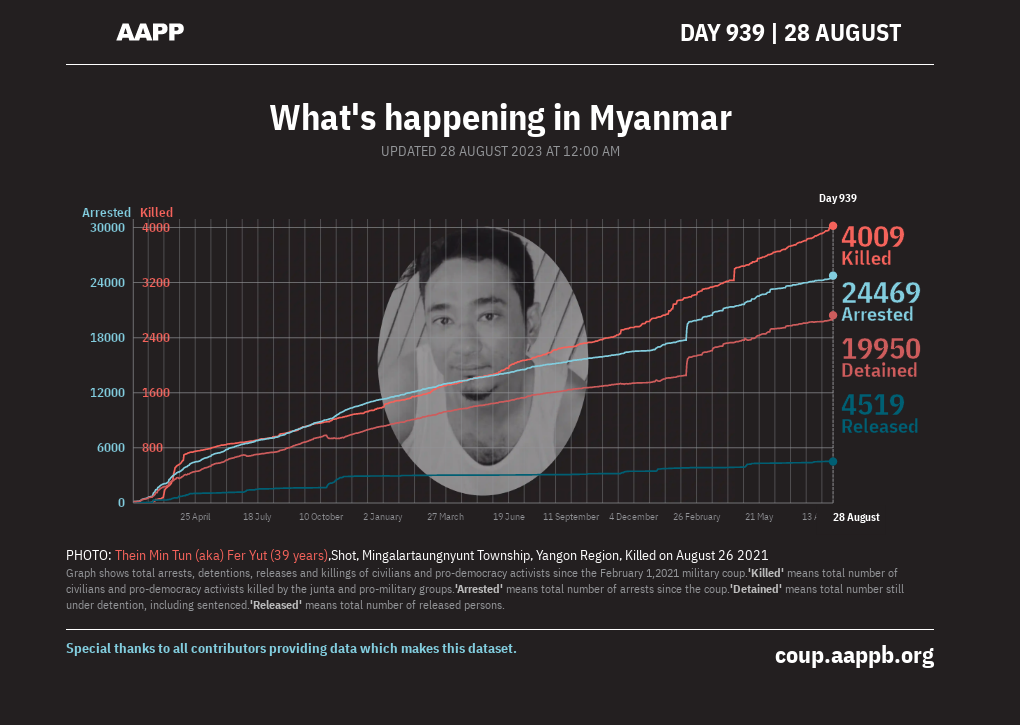 AAPP
DAY 939 | 28 AUGUST
What's happening in Myanmar
UPDATED 28 AUGUST 2023 AT 12:00 AM
Day 939
Arrested Killed
30000 4000
24000 3200
18000 2400
12000 1600
6000 800
0
4009
Killed
24469
Arrested
19950
Detained
4519
Released
25 April 18 July 10 October 2 January 27 March 19 June 11 September 4 December 26 February 21 May 28 August
PHOTO: Thein Min Tun (aka) Fer Yut (39 years),Shot, Mingalartaungnyunt Township, Yangon Region, Killed on August 26 2021
Graph shows total arrests, detentions, releases and killings of civilians and pro-democracy activists since the February 1,2021 military coup.'Killed' means total number of
civilians and pro-democracy activists killed by the junta and pro-military groups.'Arrested' means total number of arrests since the coup.'Detained' means total number still
under detention, including sentenced.'Released' means total number of released persons.
Special thanks to all contributors providing data which makes this dataset.
coup.aappb.org